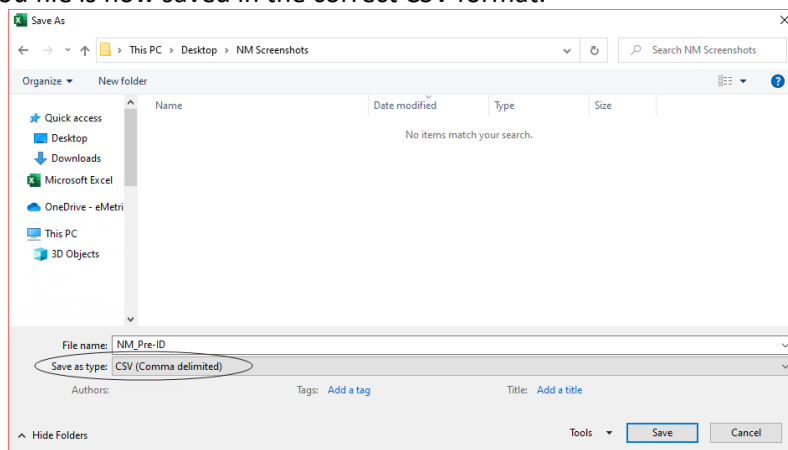 ou file is now saved in the correct CSV format.
Save As
This PC > Desktop > NM Screenshots
Search NM Screenshots
Organize
New folder
Name
Date modified
Type
Size
No items match your search.
Quick access
Desktop
Downloads
Microsoft Excel
OneDrive - eMetri
This PC
3D Objects
File name: NM_Pre-ID
Save as type: CSV (Comma delimited)
Authors:
Tags: Add a tag
Title: Add a title
Hide Folders
Tools
Save
Cancel